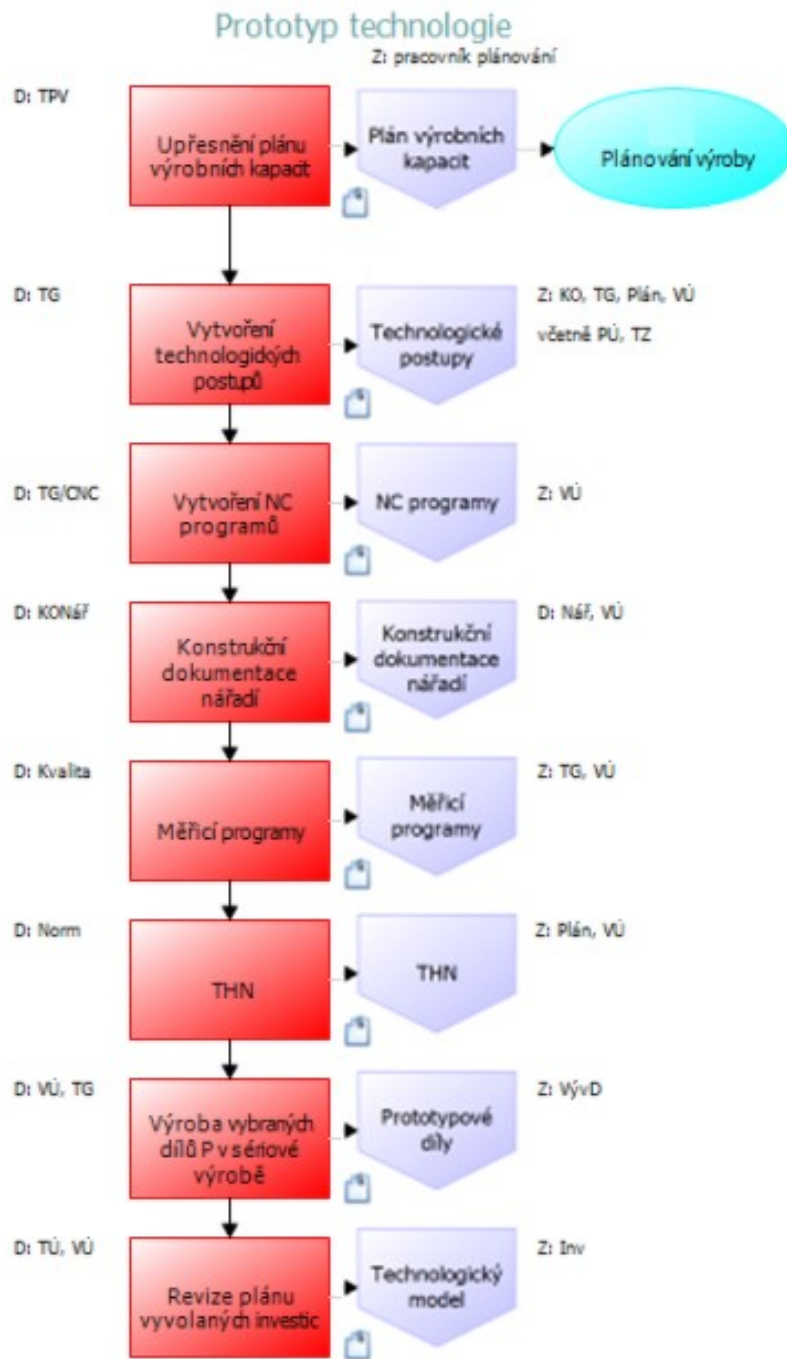 Prototyp technologie
Z: pracovník plánování
D: TPV
Upřesnění plánu
výrobních kapacit
Plán výrobních
kapacit
Plánování výroby
D: TG
Vytvoření
technologických
postupů
Technologické
postupy
Z: KO, TG, Plán, VÚ
včetně PÚ, TZ
D: TG/CNC
Vytvoření NC
programů
NC programy
Z: VÚ
D: KONář
Konstrukční
dokumentace
nářadí
Konstrukční
dokumentace
nářadí
D: Nář, VÚ
D: Kvalita
Měřicí programy
Měřicí
programy
Z: TG, VÚ
D: Norm
THN
THN
Z: Plán, VÚ
D: VÚ, TG
Výroba vybraných
dílů P v sériové
výrobě
Prototypové
díly
Z: VývD
D: TÚ, VÚ
Revize plánu
vyvolaných investic
Technologický
model
Z: Inv